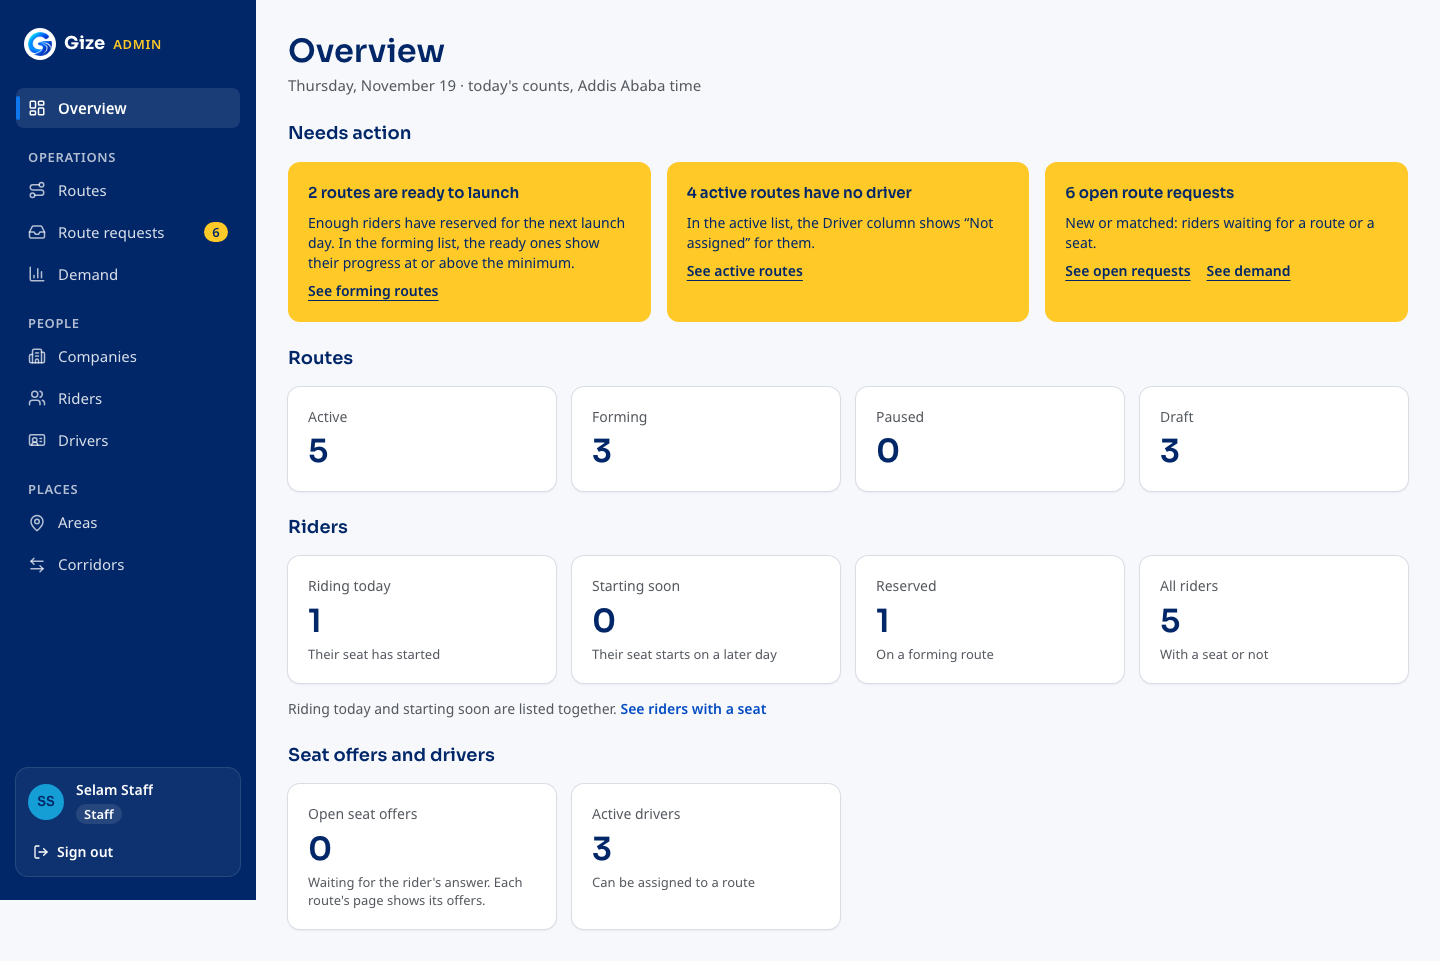 Gize ADMIN
Overview
OPERATIONS
Routes
Route requests 6
Demand
PEOPLE
Companies
Riders
Drivers
PLACES
Areas
Corridors
SS
Selam Staff
Staff
Sign out
Overview
Thursday, November 19 · today's counts, Addis Ababa time
Needs action
2 routes are ready to launch
Enough riders have reserved for the next launch
day. In the forming list, the ready ones show
their progress at or above the minimum.
See forming routes
4 active routes have no driver
In the active list, the Driver column shows “Not
assigned” for them.
See active routes
6 open route requests
New or matched: riders waiting for a route or a
seat.
See open requests See demand
Routes
Active
5
Forming
3
Paused
0
Draft
3
Riders
Riding today
1
Their seat has started
Starting soon
0
Their seat starts on a later day
Reserved
1
On a forming route
All riders
5
With a seat or not
Riding today and starting soon are listed together. See riders with a seat
Seat offers and drivers
Open seat offers
0
Waiting for the rider's answer. Each
route's page shows its offers.
Active drivers
3
Can be assigned to a route